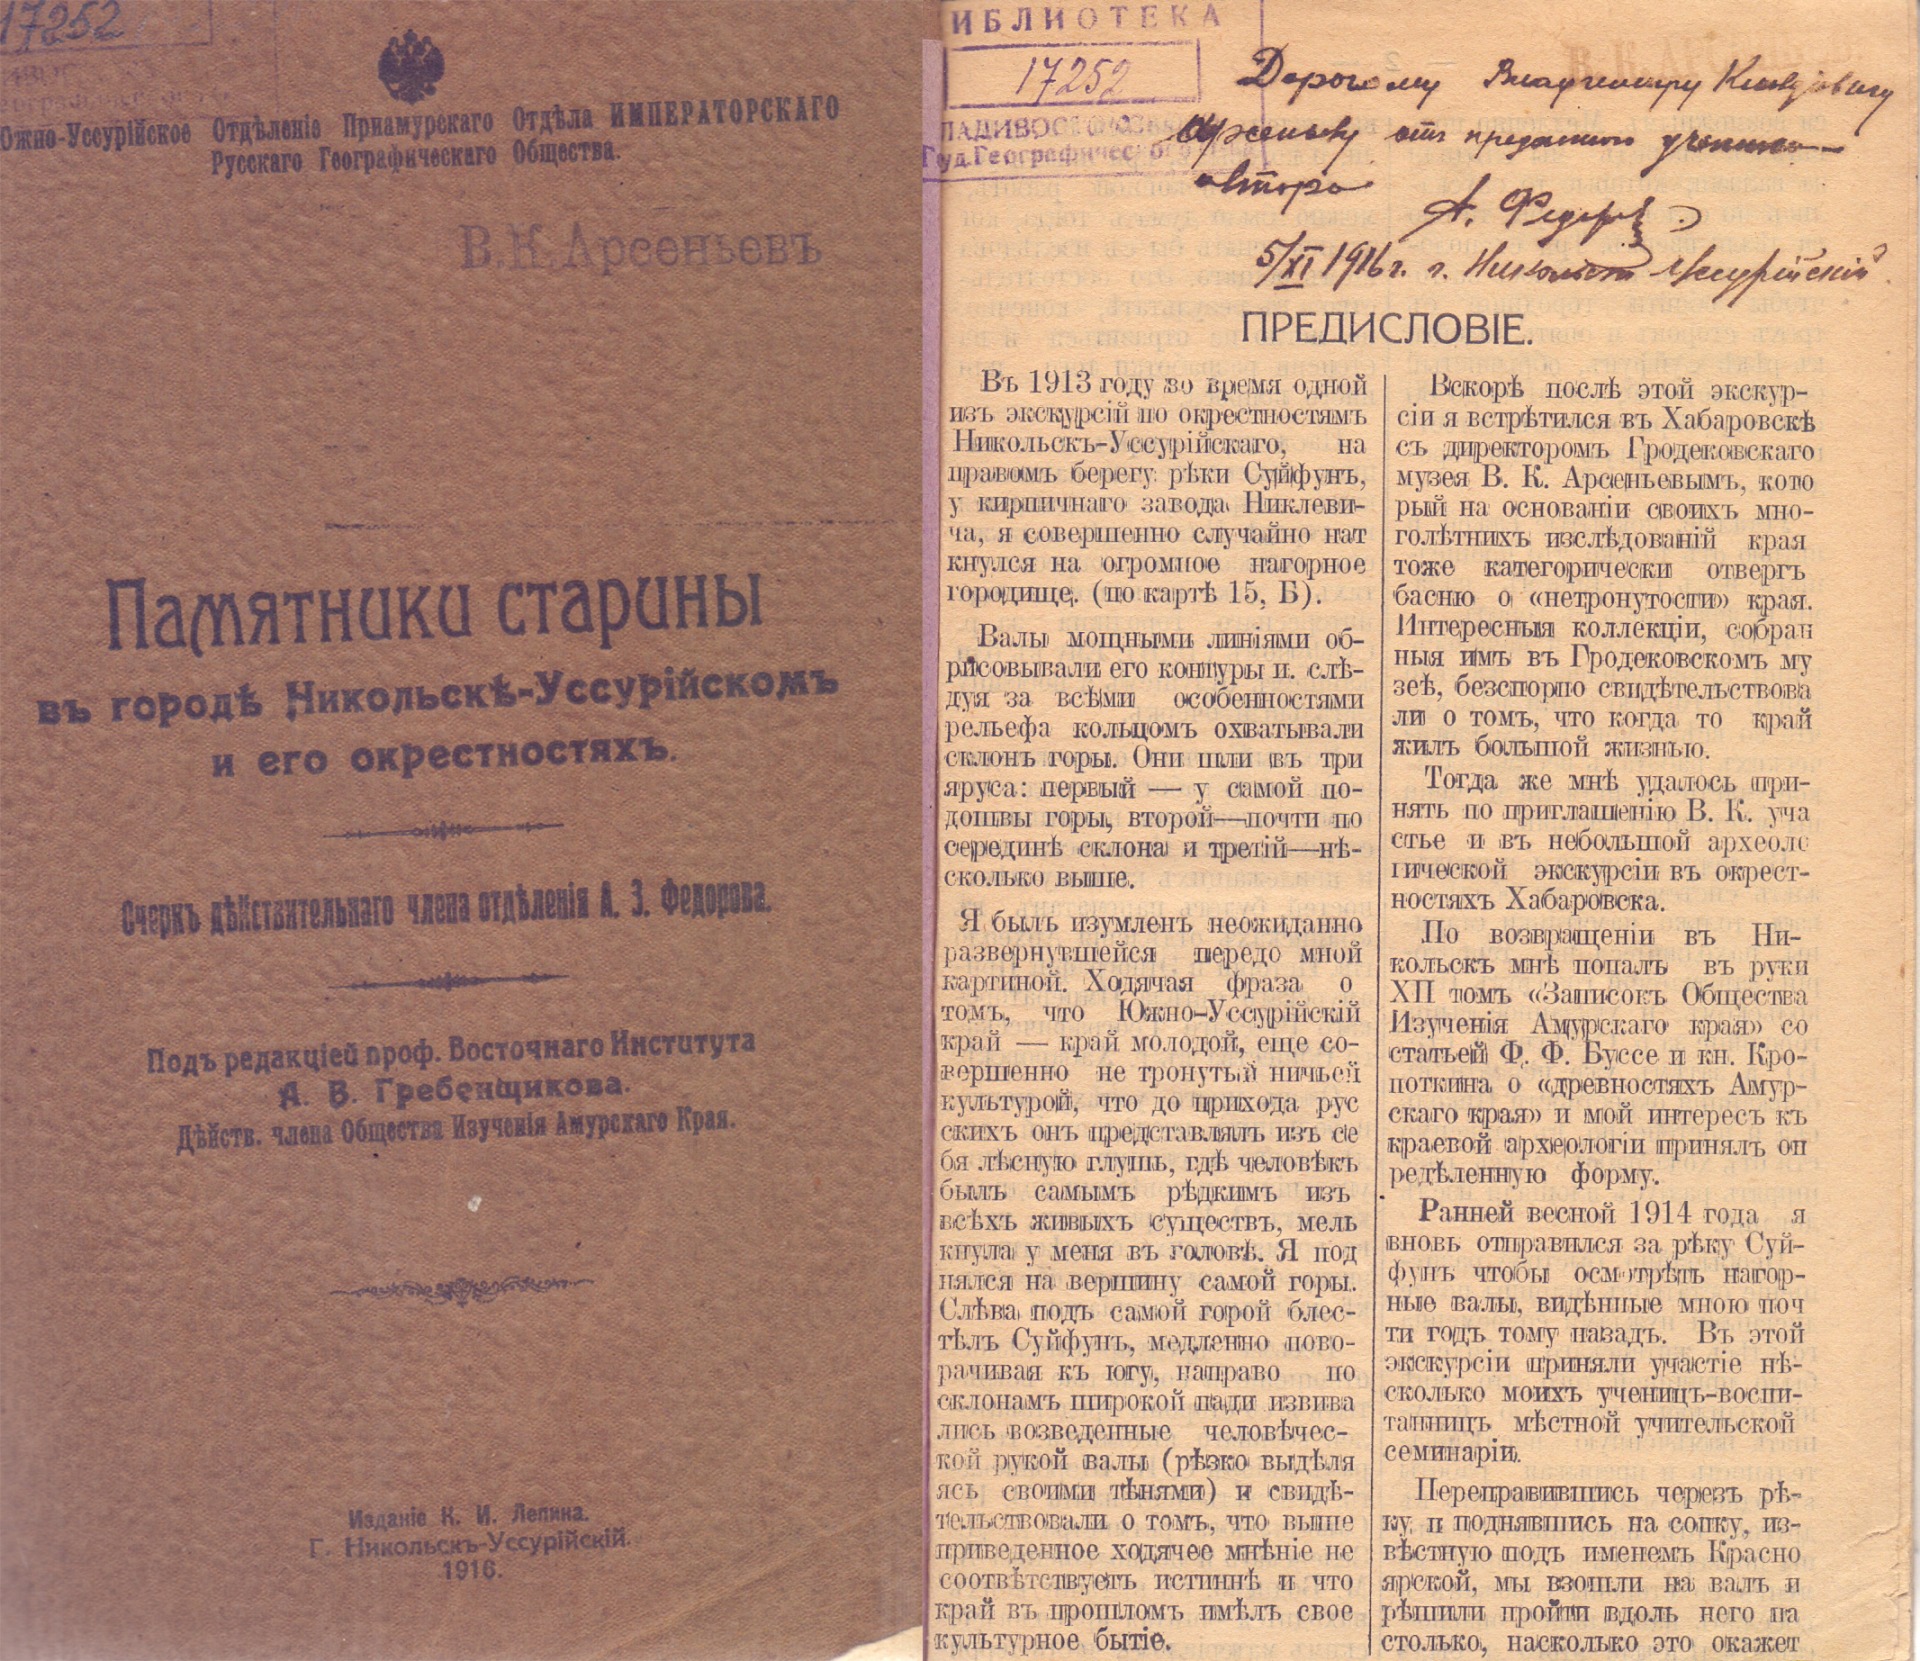 17252
Южно-Уссурійское Отдѣленіе Приамурскаго Отдѣла ИМПЕРАТОРСКАГО
Русскаго Географическаго Общества.
В. К. Арсеньевъ
Памятники старины
въ городѣ Никольскѣ-Уссурійскомъ
и его окрестностяхъ.
Очеркъ дѣйствительнаго члена отдѣленія А. З. Федорова.
Подъ редакціей проф. Восточнаго Института
А. В. Гребенщикова.
Дѣйств. члена Общества Изученія Амурскаго Края.
Изданіе К. И. Лепина.
Г. Никольскъ-Уссурійскій.
1916.
ИБЛИОТЕКА
17252
ЛАДИВОС
Гуд. Географическ
Дорогому Владимиру Клавдіевичу
Арсеньеву отъ преданнаго ученика—
автора
А. Федоровъ
5/XI 1916 г. г. Никольскъ Уссурійскій.
ПРЕДИСЛОВІЕ.
Въ 1913 году во время одной
изъ экскурсій по окрестностямъ
Никольскъ-Уссурійскаго, на
правомъ берегу рѣки Суйфунъ,
у кирпичнаго завода Никлеви-
ча, я совершенно случайно нат
кнулся на огромное нагорное
городище. (по картѣ 15, Б).
Валы мощными линіями об-
рисовывали его контуры и. слѣ-
дуя за всѣми особенностями
рельефа кольцомъ охватывали
склонъ горы. Они шли въ три
яруса: первый — у самой по-
дошвы горы, второй—почти по
серединѣ склона и третій—нѣ-
сколько выше.
Я былъ изумленъ неожиданно
развернувшейся передо мной
картиной. Ходячая фраза о
томъ, что Южно-Уссурійскій
край — край молодой, еще со-
вершенно не тронутый ничьей
культурой, что до прихода рус
скихъ онъ представлялъ изъ се
бя лѣсную глушь, гдѣ человѣкъ
былъ самымъ рѣдкимъ изъ
всѣхъ живыхъ существъ, мель
кнула у меня въ головѣ. Я под
нялся на вершину самой горы.
Слѣва подъ самой горой блес-
тѣлъ Суйфунъ, медленно пово-
рачивая къ югу, направо по
склонамъ широкой пади извива
лись возведенные человѣчес-
кой рукой валы (рѣзко выдѣля
ясь своими тѣнями) и свидѣ-
тельствовали о томъ, что выше
приведенное ходячее мнѣніе не
соотвѣтствуетъ истиннѣ и что
край въ прошломъ имѣлъ свое
культурное бытіе.
Вскорѣ послѣ этой экскур-
сіи я встрѣтился въ Хабаровскѣ
съ директоромъ Гродековскаго
музея В. К. Арсеньевымъ, кото
рый на основаніи своихъ мно-
голѣтнихъ изслѣдованій края
тоже категорически отвергъ
басню о «нетронутости» края.
Интересныя коллекціи, собран
ныя имъ въ Гродековскомъ му
зеѣ, безспорно свидѣтельствова
ли о томъ, что когда то край
жилъ большой жизнью.
Тогда же мнѣ удалось при-
нять по приглашенію В. К. уча
стье и въ небольшой археоло
гической экскурсіи въ окрест-
ностяхъ Хабаровска.
По возвращеніи въ Ни-
кольскъ мнѣ попалъ въ руки
XII томъ «Записокъ Общества
Изученія Амурскаго края» со
статьей Ф. Ф. Буссе и кн. Кро-
поткина о «древностяхъ Амур-
скаго края» и мой интересъ къ
краевой археологіи принялъ оп
редѣленную форму.
Ранней весной 1914 года я
вновь отправился за рѣку Суй-
фунъ чтобы осмотрѣть нагор-
ные валы, видѣнные мною поч
ти годъ тому назадъ. Въ этой
экскурсіи приняли участіе нѣ-
сколько моихъ ученицъ-воспи-
танницъ мѣстной учительской
семинаріи.
Переправившись черезъ рѣ-
ку и поднявшись на сопку, из-
вѣстную подъ именемъ Красно
ярской, мы взошли на валъ и
рѣшили пройти вдоль него на
столько, насколько это окажет